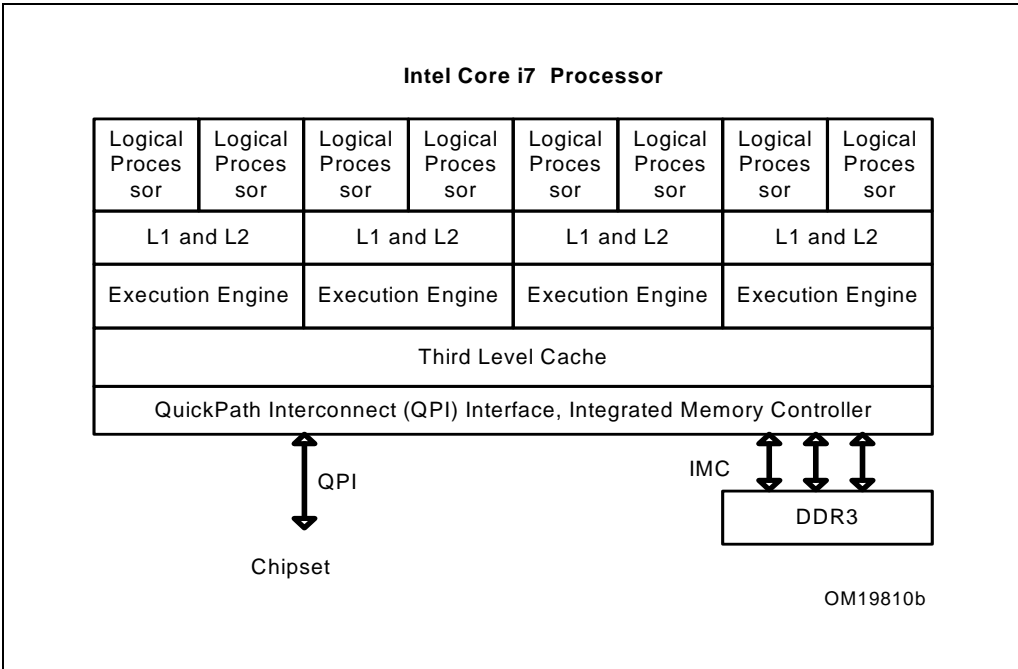 Intel Core i7 Processor
Logical Logical Logical Logical Logical Logical Logical Logical
Proces Proces Proces Proces Proces Proces Proces Proces
sor sor sor sor sor sor sor sor
L1 and L2 L1 and L2 L1 and L2 L1 and L2
Execution Engine Execution Engine Execution Engine Execution Engine
Third Level Cache
QuickPath Interconnect (QPI) Interface, Integrated Memory Controller
QPI
IMC
DDR3
Chipset
OM19810b